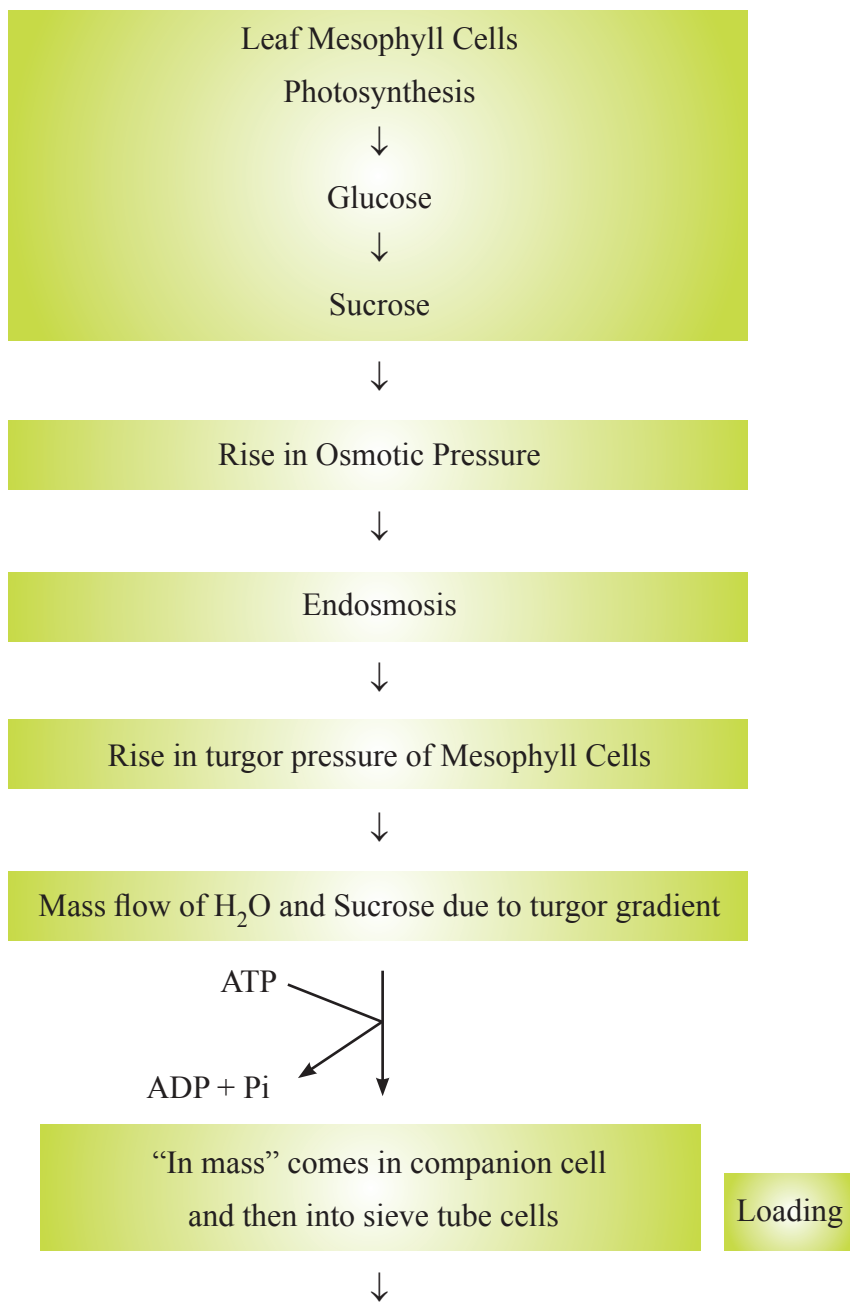 Leaf Mesophyll Cells
Photosynthesis
↓
Glucose
↓
Sucrose
↓
Rise in Osmotic Pressure
↓
Endosmosis
↓
Rise in turgor pressure of Mesophyll Cells
↓
Mass flow of H₂O and Sucrose due to turgor gradient
ATP
ADP + Pi
“In mass” comes in companion cell
and then into sieve tube cells
Loading
↓